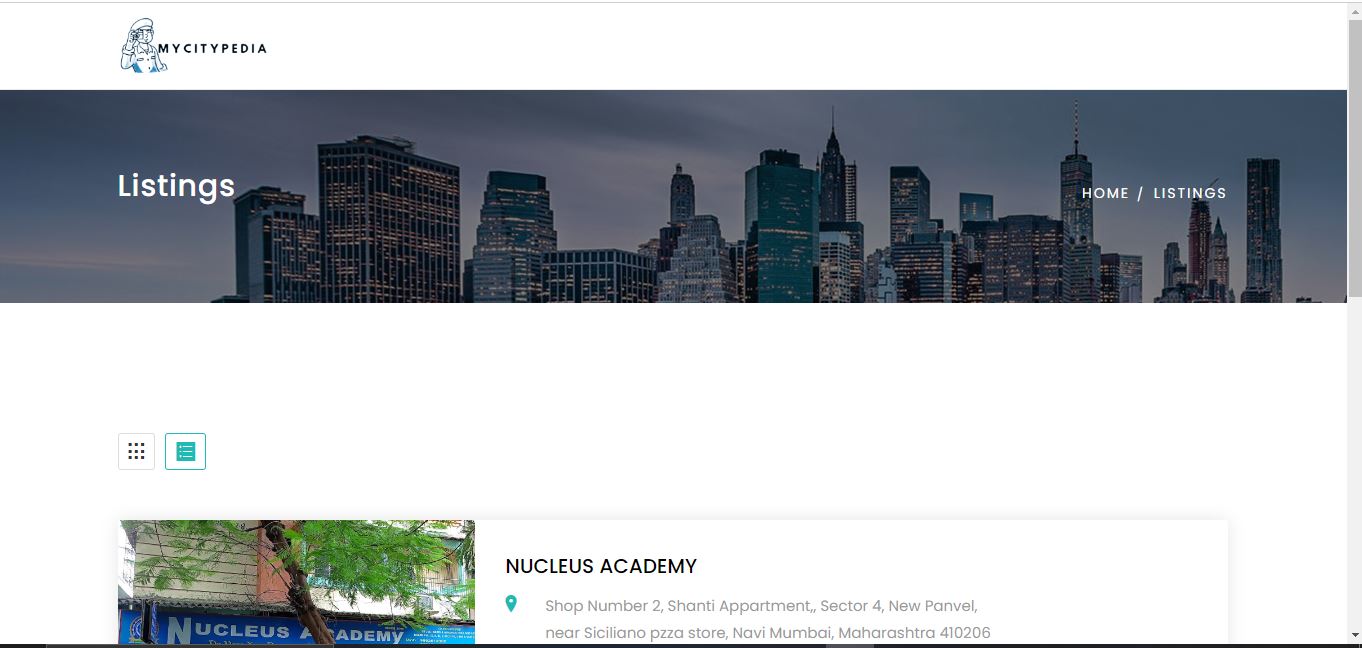 MYCITYPEDIA
Listings
HOME / LISTINGS
NUCLEUS ACADEMY
Shop Number 2, Shanti Appartment,, Sector 4, New Panvel,
near Siciliano pzza store, Navi Mumbai, Maharashtra 410206
NUCLEUS ACADEMY